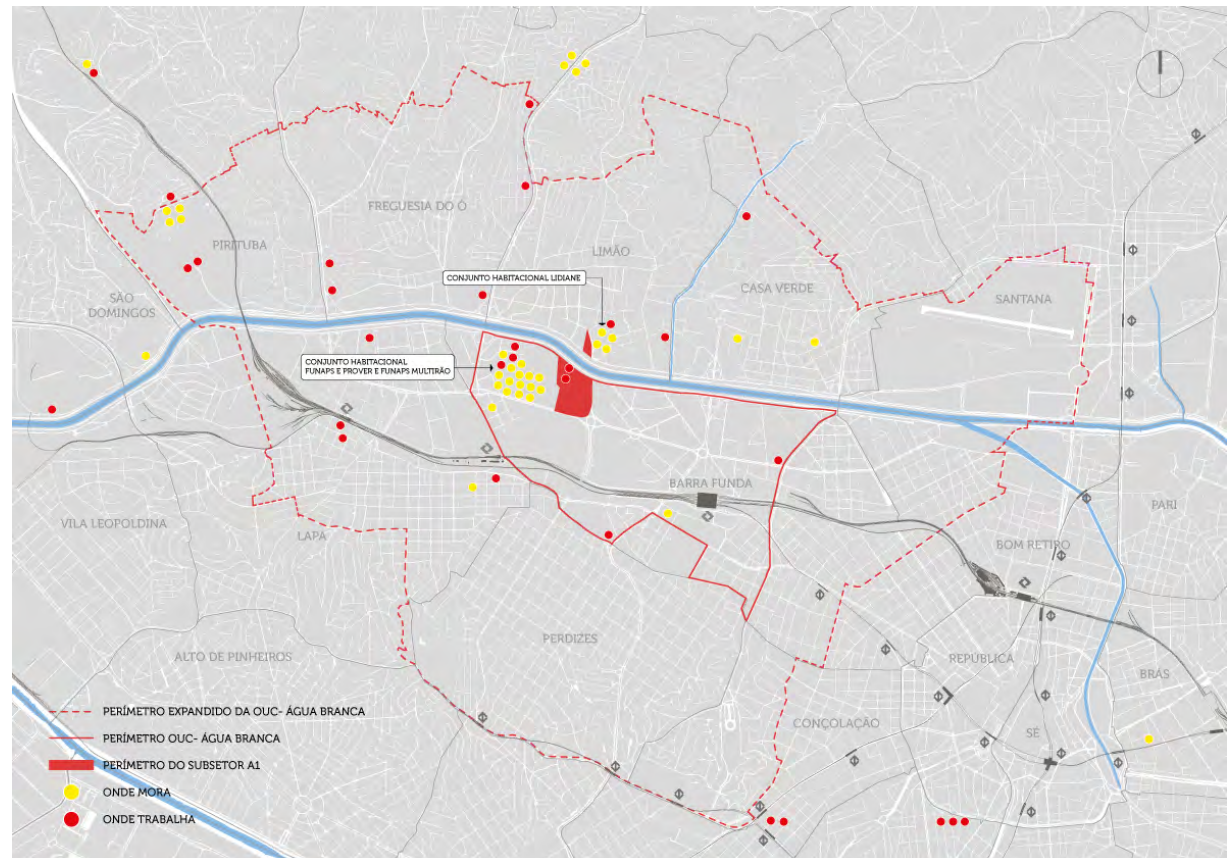 FREGUESIA DO Ó
PIRITUBA
LIMÃO
CONJUNTO HABITACIONAL LIDIANE
CASA VERDE
SANTANA
SÃO
DOMINGOS
CONJUNTO HABITACIONAL
FUNAPS E PROVER E FUNAPS MULTIRÃO
BARRA FUNDA
VILA LEOPOLDINA
LAPA
PARI
BOM RETIRO
PERDIZES
ALTO DE PINHEIROS
REPÚBLICA
BRÁS
CONÇOLAÇÃO
SÉ
PERÍMETRO EXPANDIDO DA OUC- ÁGUA BRANCA
PERÍMETRO OUC- ÁGUA BRANCA
PERÍMETRO DO SUBSETOR A1
ONDE MORA
ONDE TRABALHA